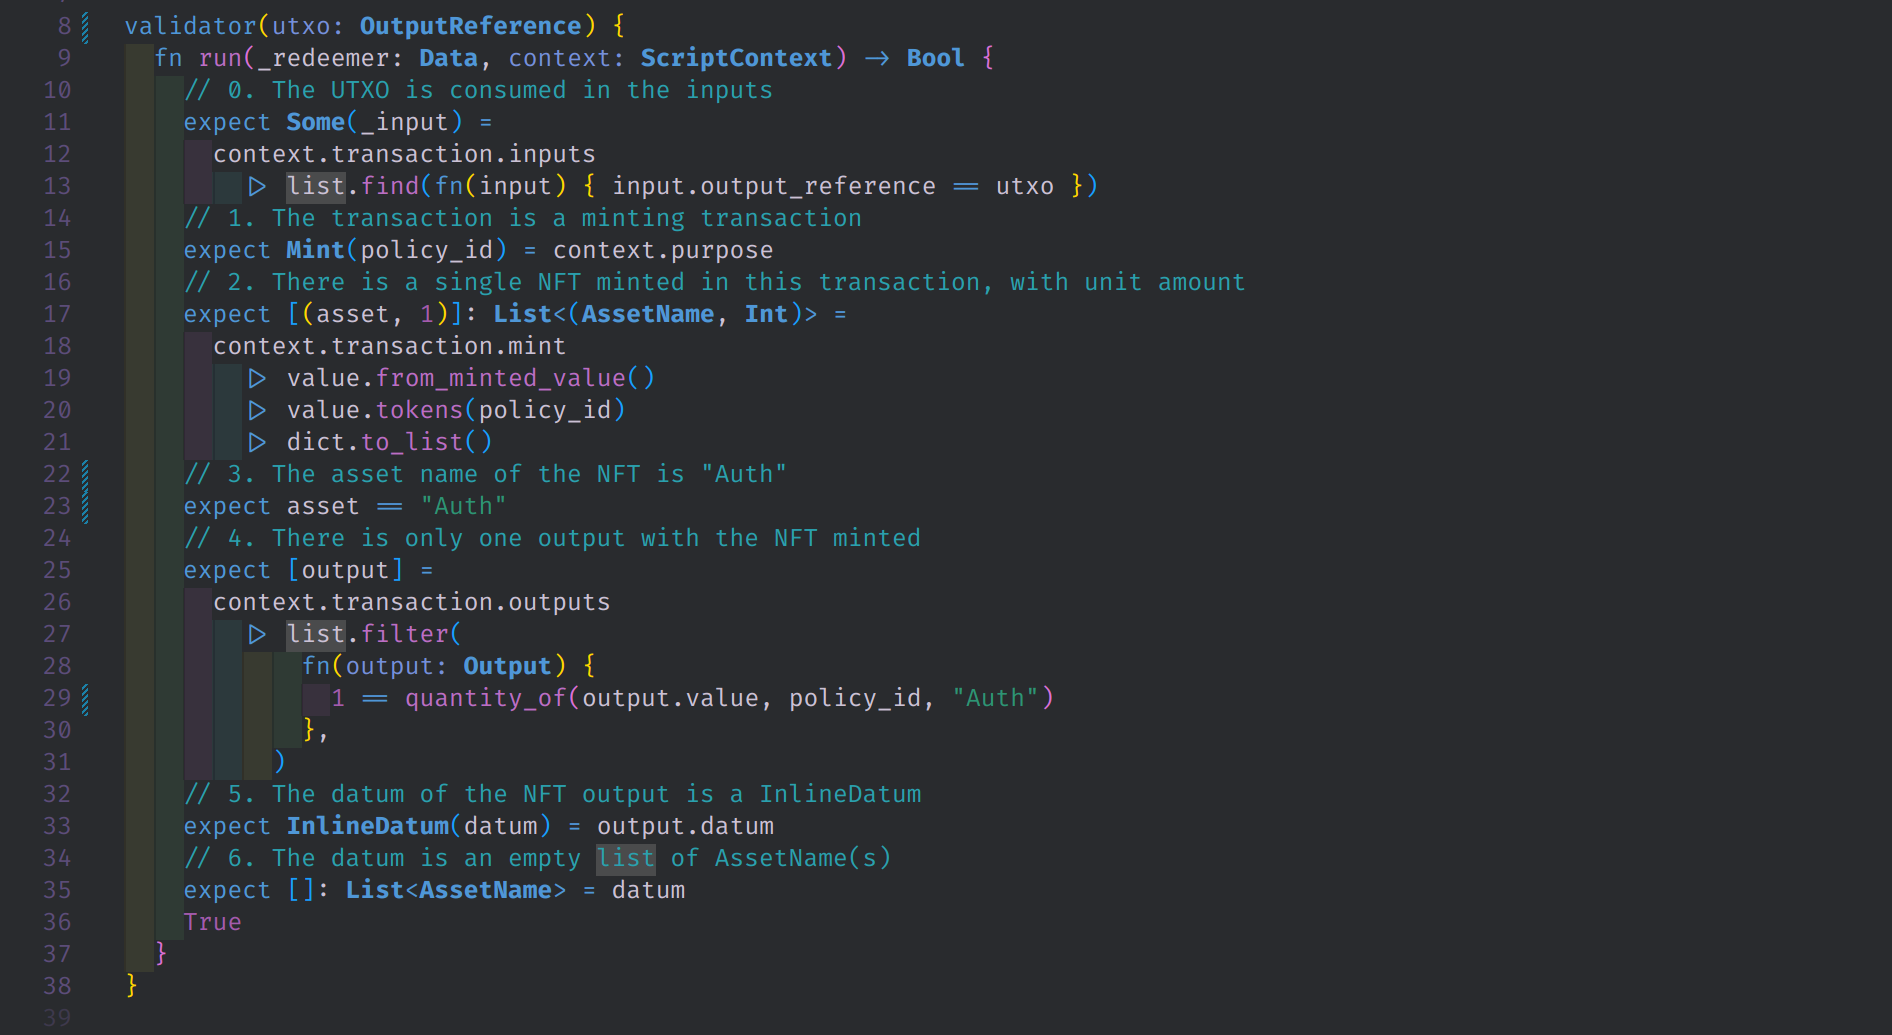 8 validator(utxo: OutputReference) {
9 fn run(_redeemer: Data, context: ScriptContext) -> Bool {
10 // 0. The UTXO is consumed in the inputs
11 expect Some(_input) =
12 context.transaction.inputs
13 |> list.find(fn(input) { input.output_reference == utxo })
14 // 1. The transaction is a minting transaction
15 expect Mint(policy_id) = context.purpose
16 // 2. There is a single NFT minted in this transaction, with unit amount
17 expect [(asset, 1)]: List<(AssetName, Int)> =
18 context.transaction.mint
19 |> value.from_minted_value()
20 |> value.tokens(policy_id)
21 |> dict.to_list()
22 // 3. The asset name of the NFT is "Auth"
23 expect asset == "Auth"
24 // 4. There is only one output with the NFT minted
25 expect [output] =
26 context.transaction.outputs
27 |> list.filter(
28 fn(output: Output) {
29 1 == quantity_of(output.value, policy_id, "Auth")
30 },
31 )
32 // 5. The datum of the NFT output is a InlineDatum
33 expect InlineDatum(datum) = output.datum
34 // 6. The datum is an empty list of AssetName(s)
35 expect []: List<AssetName> = datum
36 True
37 }
38 }
39